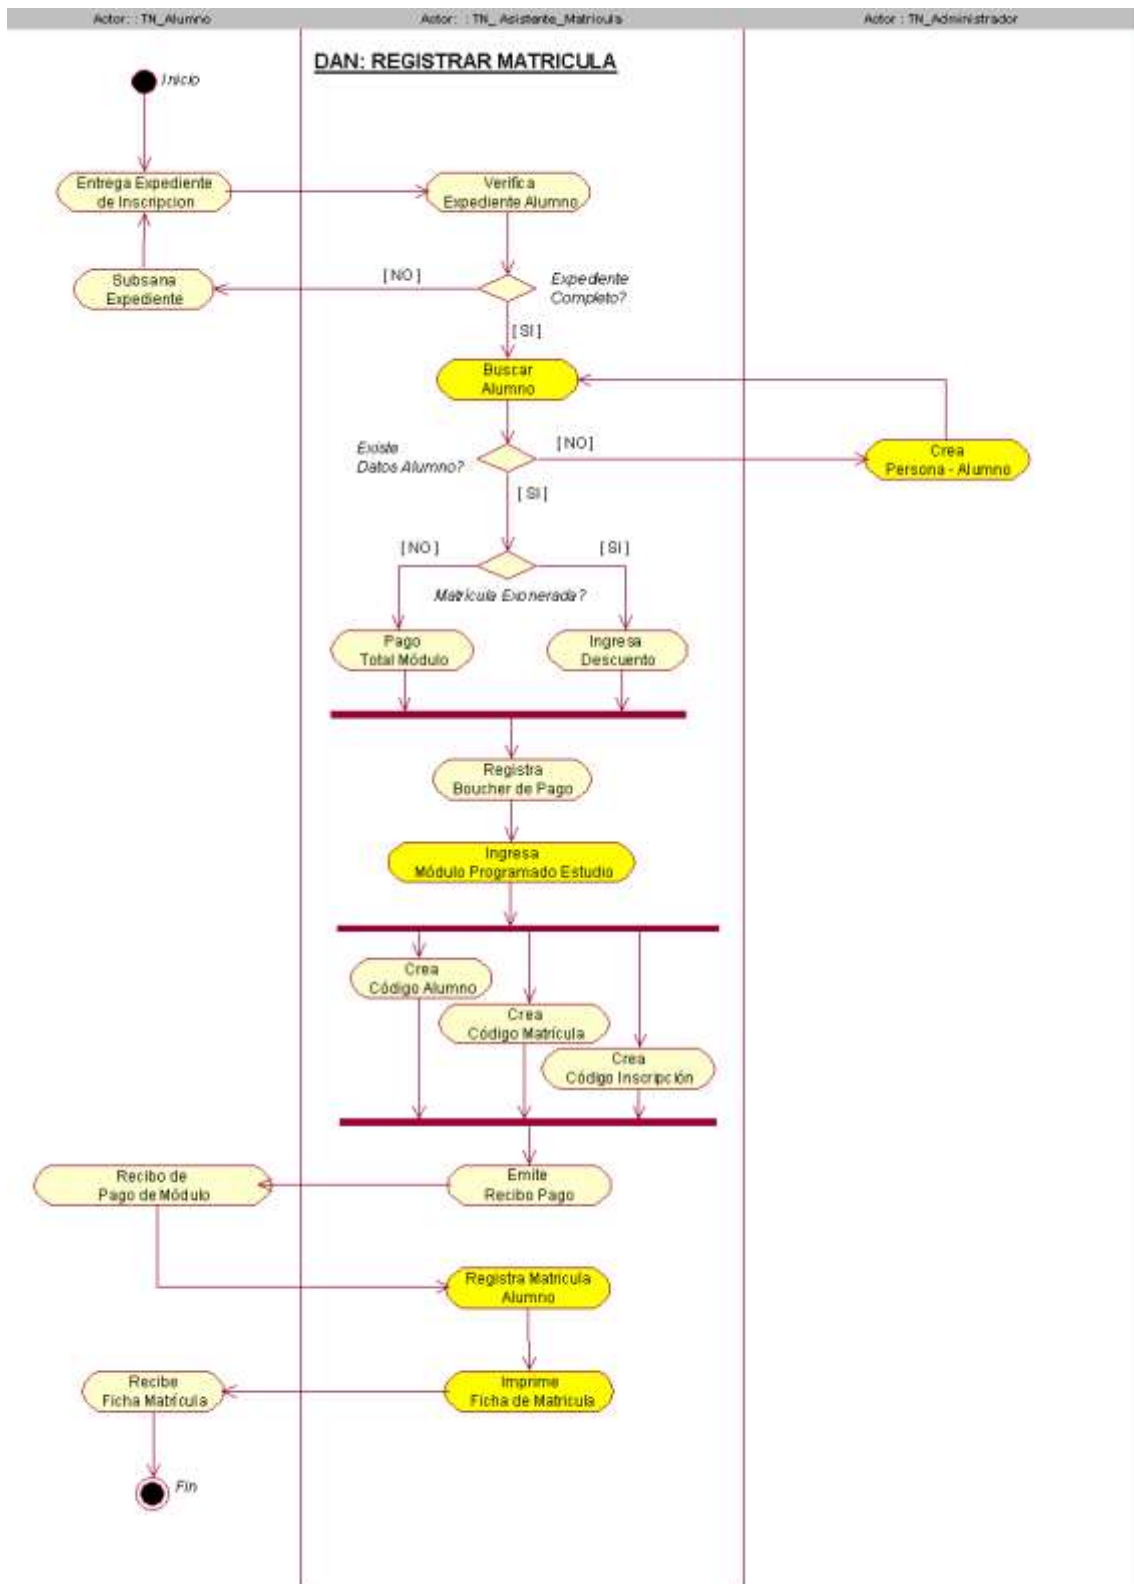 Actor: : TN_Alumno
Actor: : TN_Asistente_Matricula
Actor : TN_Administrador
DAN: REGISTRAR MATRICULA
Inicio
Entrega Expediente
de Inscripcion
Verifica
Expediente Alumno
Subsana
Expediente
[ NO ]
Expediente
Completo?
[ SI ]
Buscar
Alumno
Existe
Datos Alumno?
[ NO ]
Crea
Persona - Alumno
[ SI ]
[ NO ]
[ SI ]
Matrícula Exonerada?
Pago
Total Módulo
Ingresa
Descuento
Registra
Boucher de Pago
Ingresa
Módulo Programado Estudio
Crea
Código Alumno
Crea
Código Matrícula
Crea
Código Inscripción
Recibo de
Pago de Módulo
Emite
Recibo Pago
Registra Matricula
Alumno
Recibe
Ficha Matrícula
Imprime
Ficha de Matricula
Fin